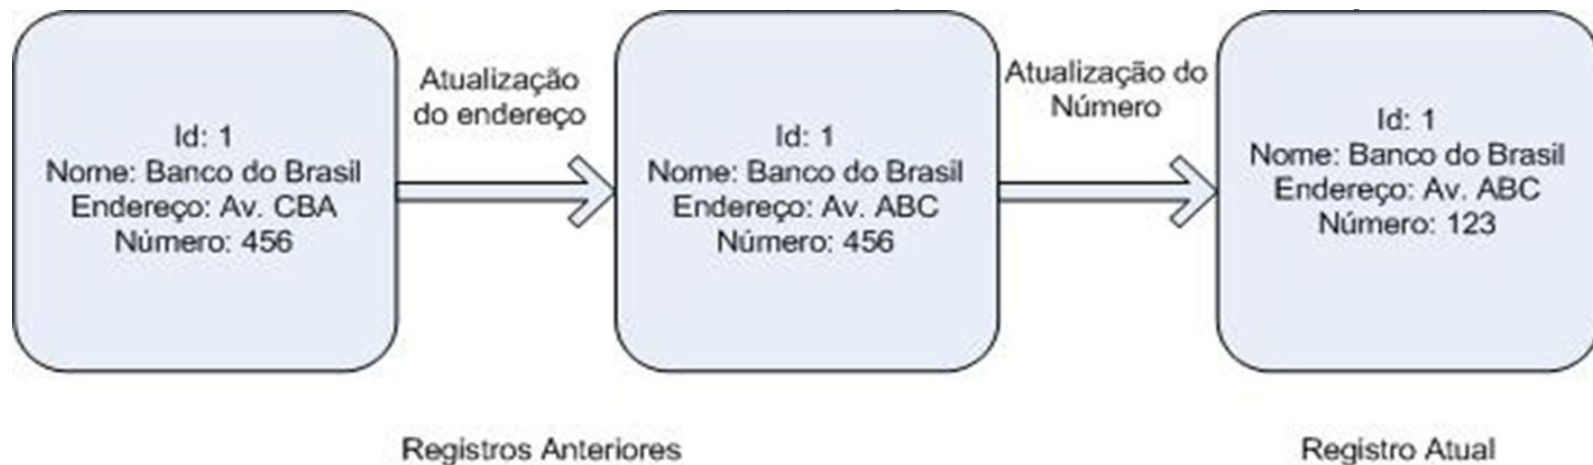 Id: 1
Nome: Banco do Brasil
Endereço: Av. CBA
Número: 456
Atualização
do endereço
Id: 1
Nome: Banco do Brasil
Endereço: Av. ABC
Número: 456
Atualização do
Número
Id: 1
Nome: Banco do Brasil
Endereço: Av. ABC
Número: 123
Registros Anteriores
Registro Atual